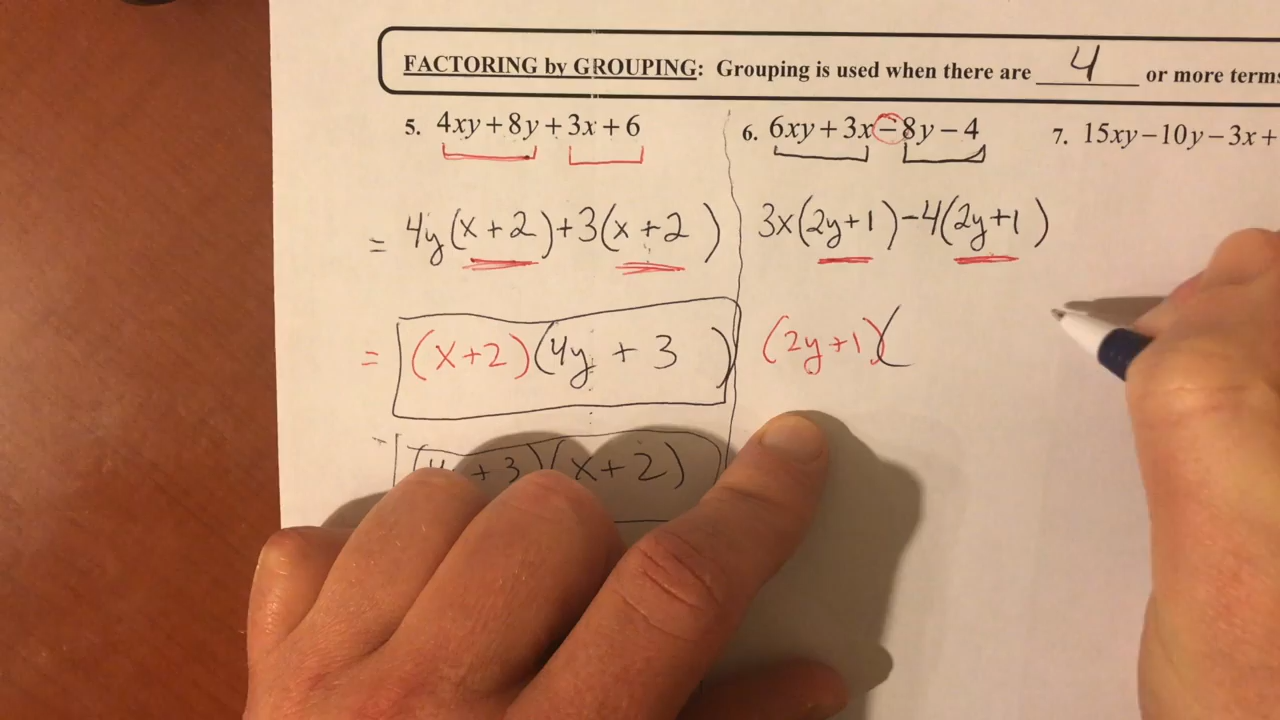 FACTORING by GROUPING: Grouping is used when there are 4 or more terms
5. 4xy+8y+3x+6
= 4y(x+2)+3(x+2)
= (x+2)(4y+3)
+3)(x+2)
6. 6xy+3x−8y−4
3x(2y+1)-4(2y+1)
(2y+1)(
7. 15xy−10y−3x+